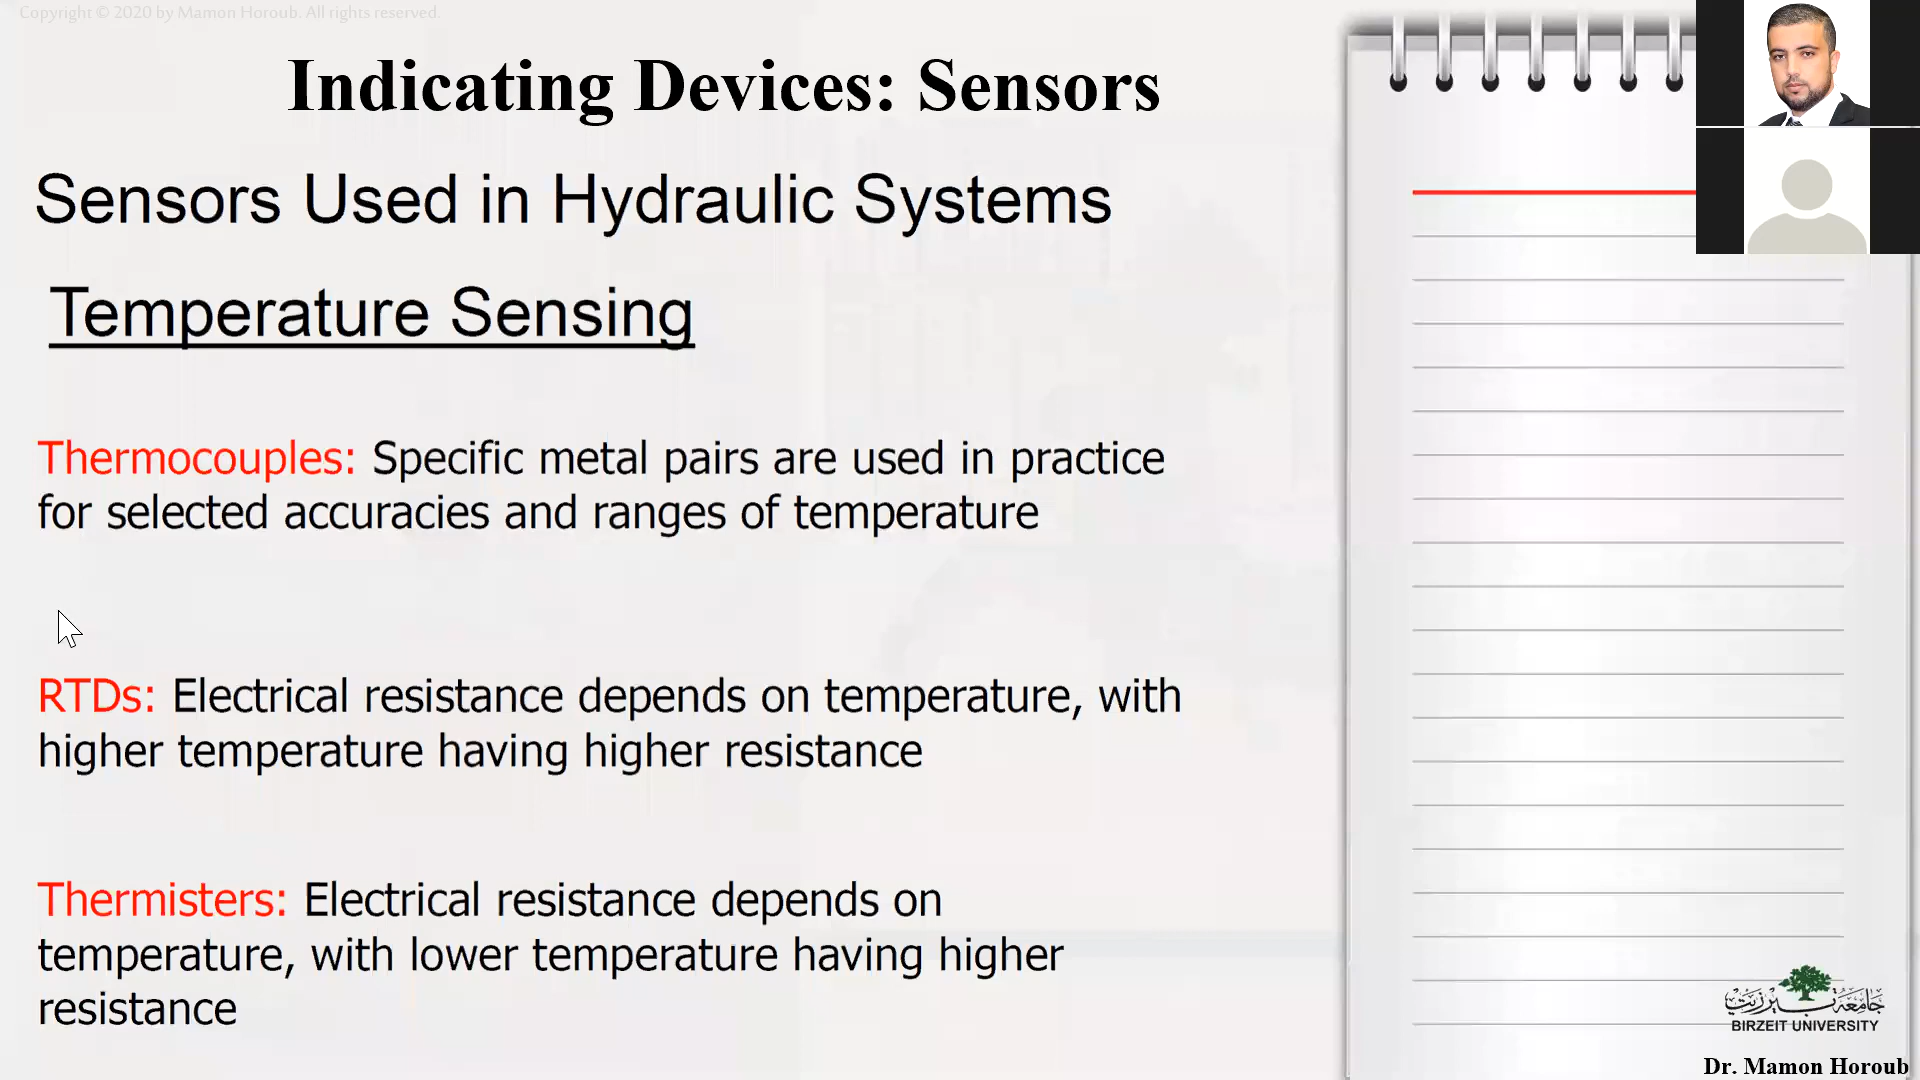 Copyright © 2020 by Mamon Horoub. All rights reserved.
Indicating Devices: Sensors
Sensors Used in Hydraulic Systems
Temperature Sensing
Thermocouples: Specific metal pairs are used in practice
for selected accuracies and ranges of temperature
RTDs: Electrical resistance depends on temperature, with
higher temperature having higher resistance
Thermisters: Electrical resistance depends on
temperature, with lower temperature having higher
resistance
جامعة بيرزيت
BIRZEIT UNIVERSITY
Dr. Mamon Horoub